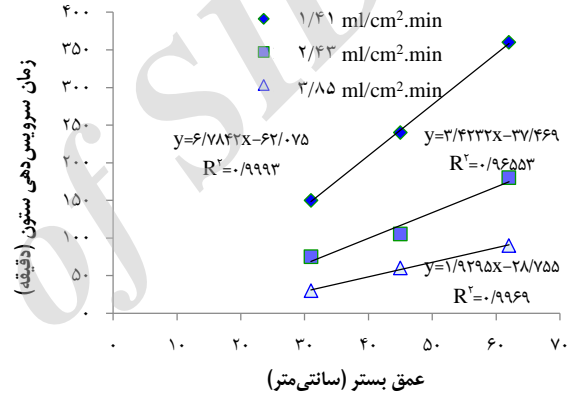 ۴۰۰
۳۵۰
۳۰۰
۲۵۰
۲۰۰
۱۵۰
۱۰۰
۵۰
۰
زمان سرویس‌دهی ستون (دقیقه)
۱/۴۱ ml/cm².min
۲/۴۳ ml/cm².min
۳/۸۵ ml/cm².min
y=۶/۷۸۴۲x-۶۲/۰۷۵
R²=۰/۹۹۹۳
y=۳/۴۲۳۲x-۳۷/۴۶۹
R²=۰/۹۶۵۵۳
y=۱/۹۲۹۵x-۲۸/۷۵۵
R²=۰/۹۹۶۹
۰ ۱۰ ۲۰ ۳۰ ۴۰ ۵۰ ۶۰ ۷۰
عمق بستر (سانتی‌متر)
of SID